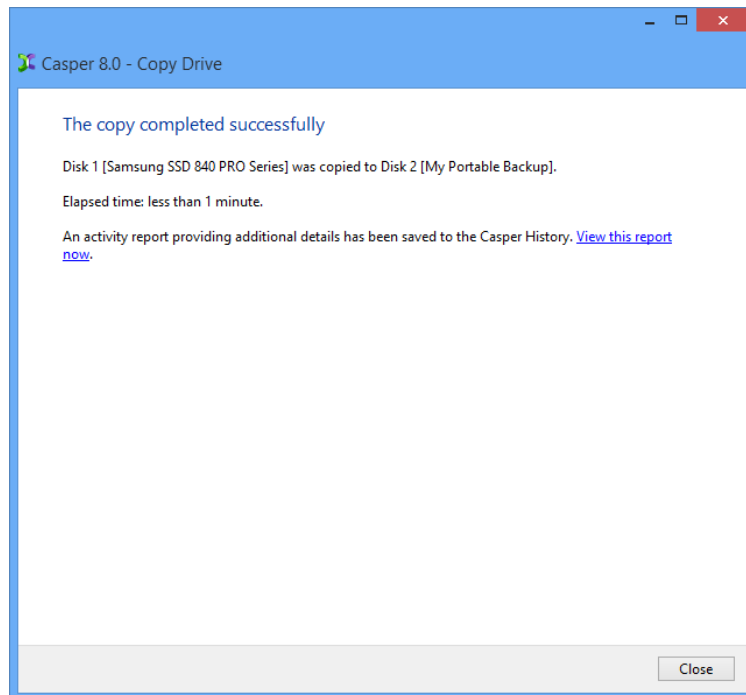 Casper 8.0 - Copy Drive
The copy completed successfully
Disk 1 [Samsung SSD 840 PRO Series] was copied to Disk 2 [My Portable Backup].
Elapsed time: less than 1 minute.
An activity report providing additional details has been saved to the Casper History. View this report
now.
Close